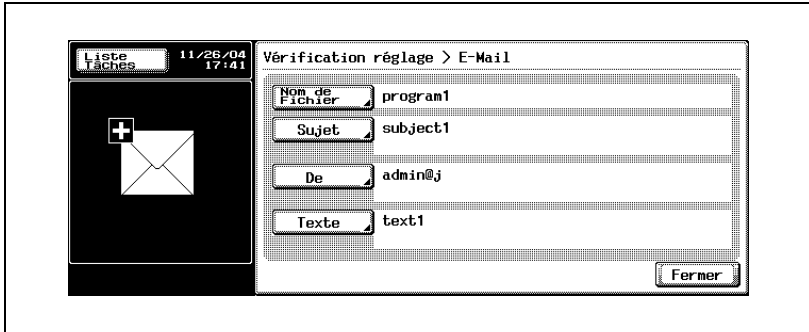 Liste
Tâches
11/26/04
17:41
Vérification réglage > E-Mail
Nom de
Fichier
program1
Sujet
subject1
De
admin@j
Texte
text1
Fermer